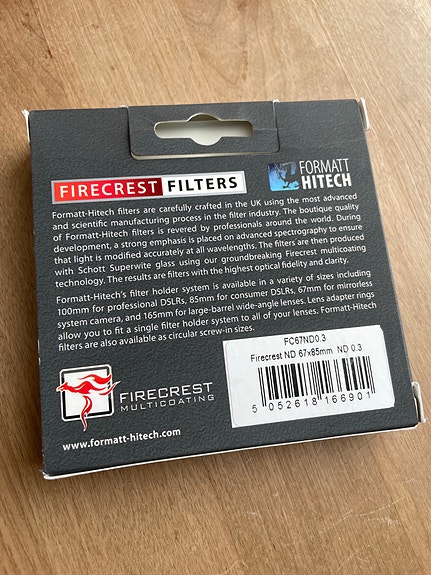 FIRECREST FILTERS
FORMATT
HITECH
Formatt-Hitech filters are carefully crafted in the UK using the most advanced
and scientific manufacturing process in the filter industry. The boutique quality
of Formatt-Hitech filters is revered by professionals around the world. During
development, a strong emphasis is placed on advanced spectography to ensure
that light is modified accurately at all wavelengths. The filters are then produced
with Schott Superwite glass using our groundbreaking Firecrest multicoating
technology. The results are filters with the highest optical fidelity and clarity.
Formatt-Hitech's filter holder system is available in a variety of sizes including
100mm for professional DSLRs, 85mm for consumer DSLRs, 67mm for mirrorless
system camera, and 165mm for large-barrel wide-angle lenses. Lens adapter rings
allow you to fit a single filter holder system to all of your lenses. Formatt-Hitech
filters are also available as circular screw-in sizes.
FC67ND0.3
Firecrest ND 67x85mm ND 0.3
5 052618 166901
FIRECREST
MULTICOATING
www.formatt-hitech.com